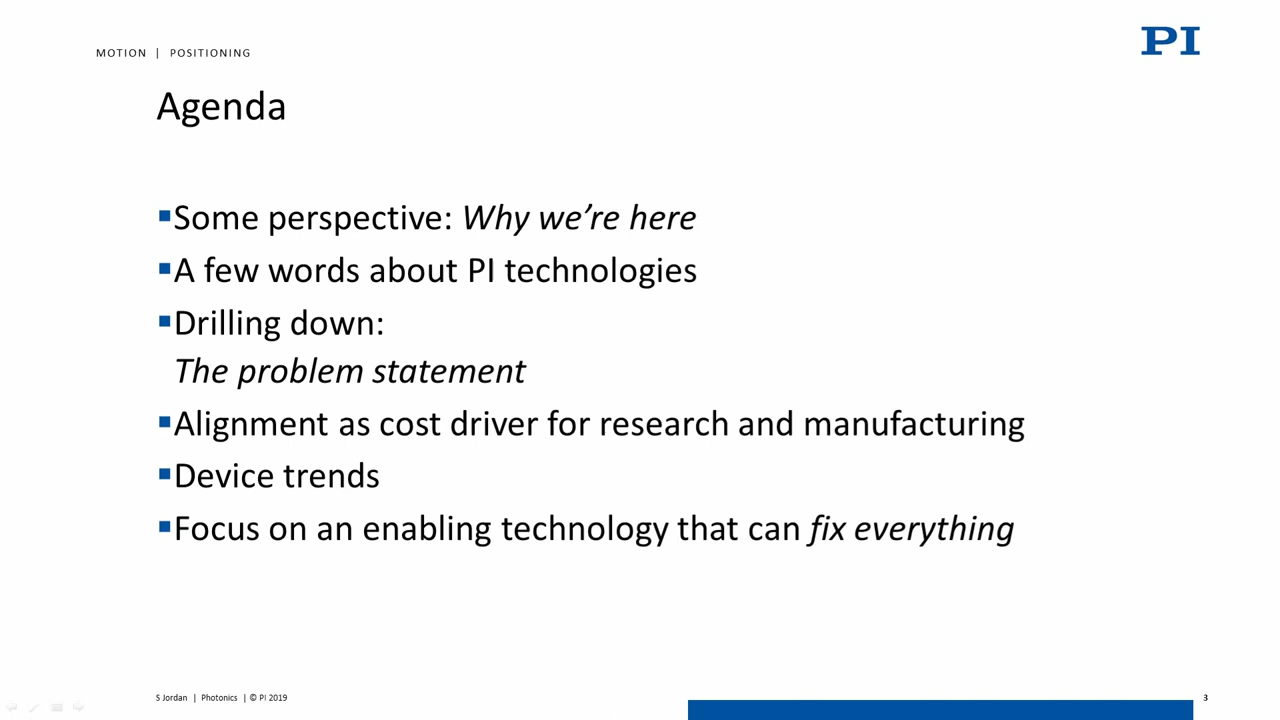 MOTION | POSITIONING
PI
Agenda
▪Some perspective: Why we’re here
▪A few words about PI technologies
▪Drilling down:
The problem statement
▪Alignment as cost driver for research and manufacturing
▪Device trends
▪Focus on an enabling technology that can fix everything
S Jordan | Photonics | © PI 2019
3